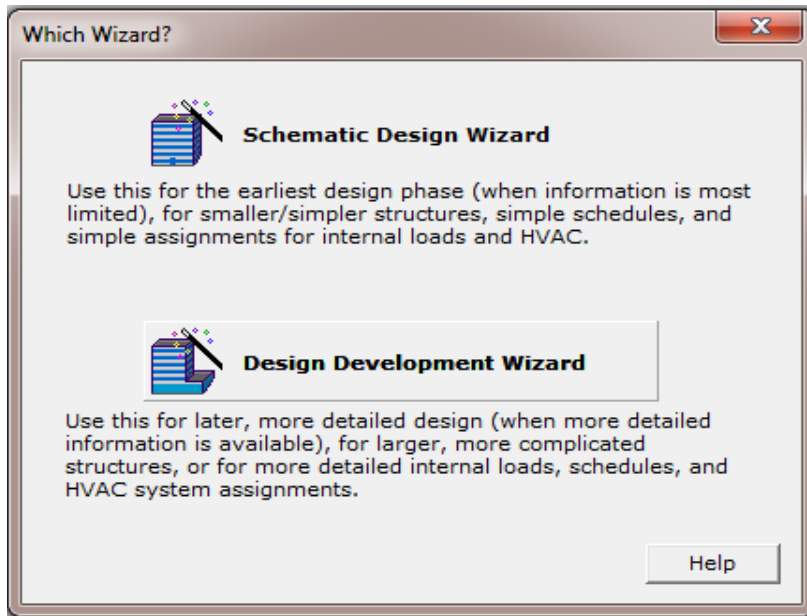 Which Wizard?
Schematic Design Wizard
Use this for the earliest design phase (when information is most
limited), for smaller/simpler structures, simple schedules, and
simple assignments for internal loads and HVAC.
Design Development Wizard
Use this for later, more detailed design (when more detailed
information is available), for larger, more complicated
structures, or for more detailed internal loads, schedules, and
HVAC system assignments.
Help